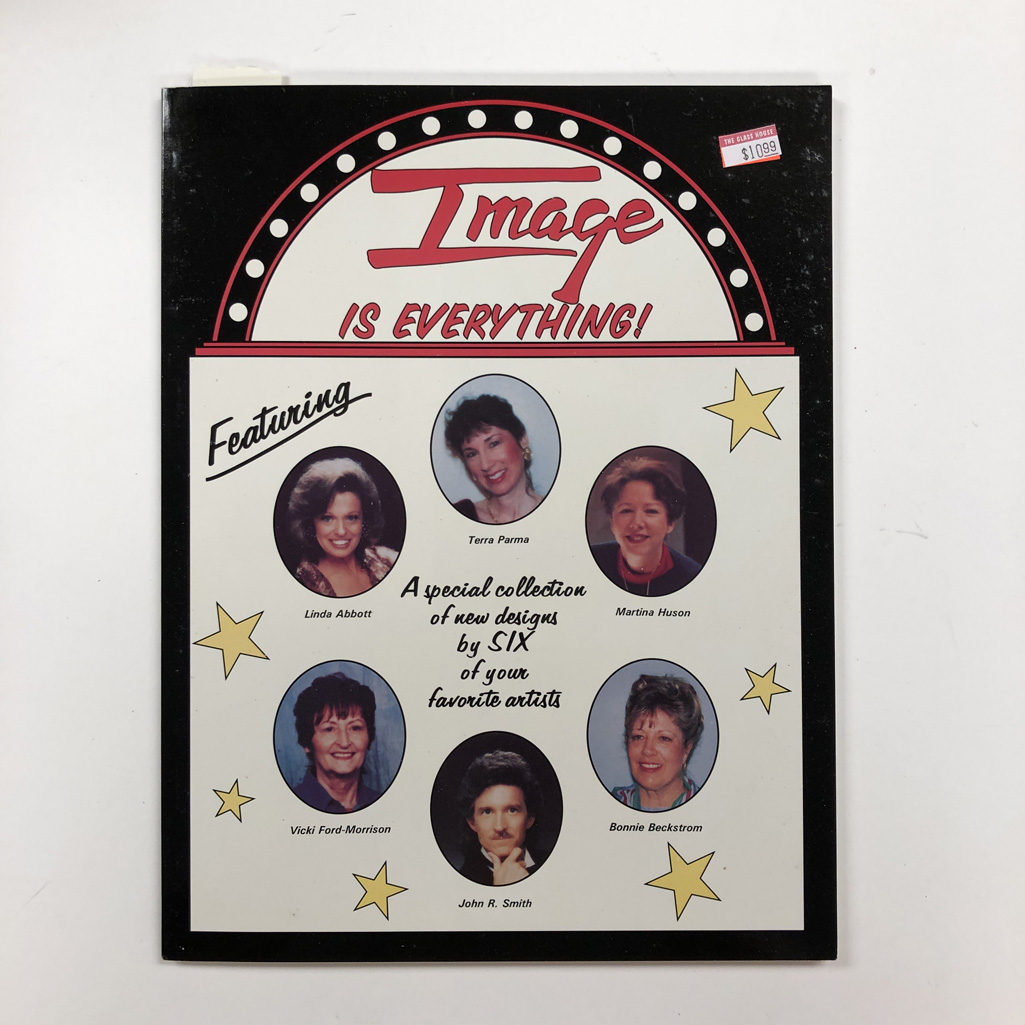 THE GLASS HOUSE
$10.99
Image
IS EVERYTHING!
Featuring
Terra Parma
Linda Abbott
Martina Huson
A special collection
of new designs
by SIX
of your
favorite artists
Vicki Ford-Morrison
Bonnie Beckstrom
John R. Smith